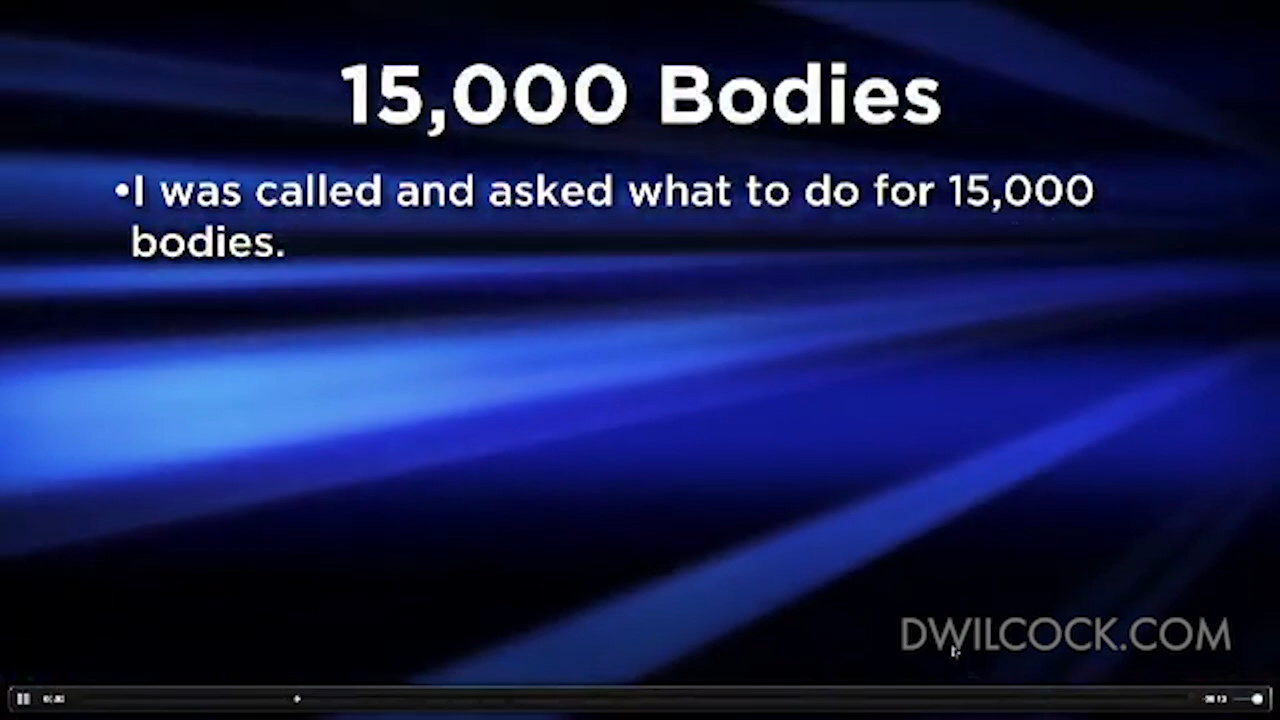 15,000 Bodies
•I was called and asked what to do for 15,000
bodies.
DWILCOCK.COM